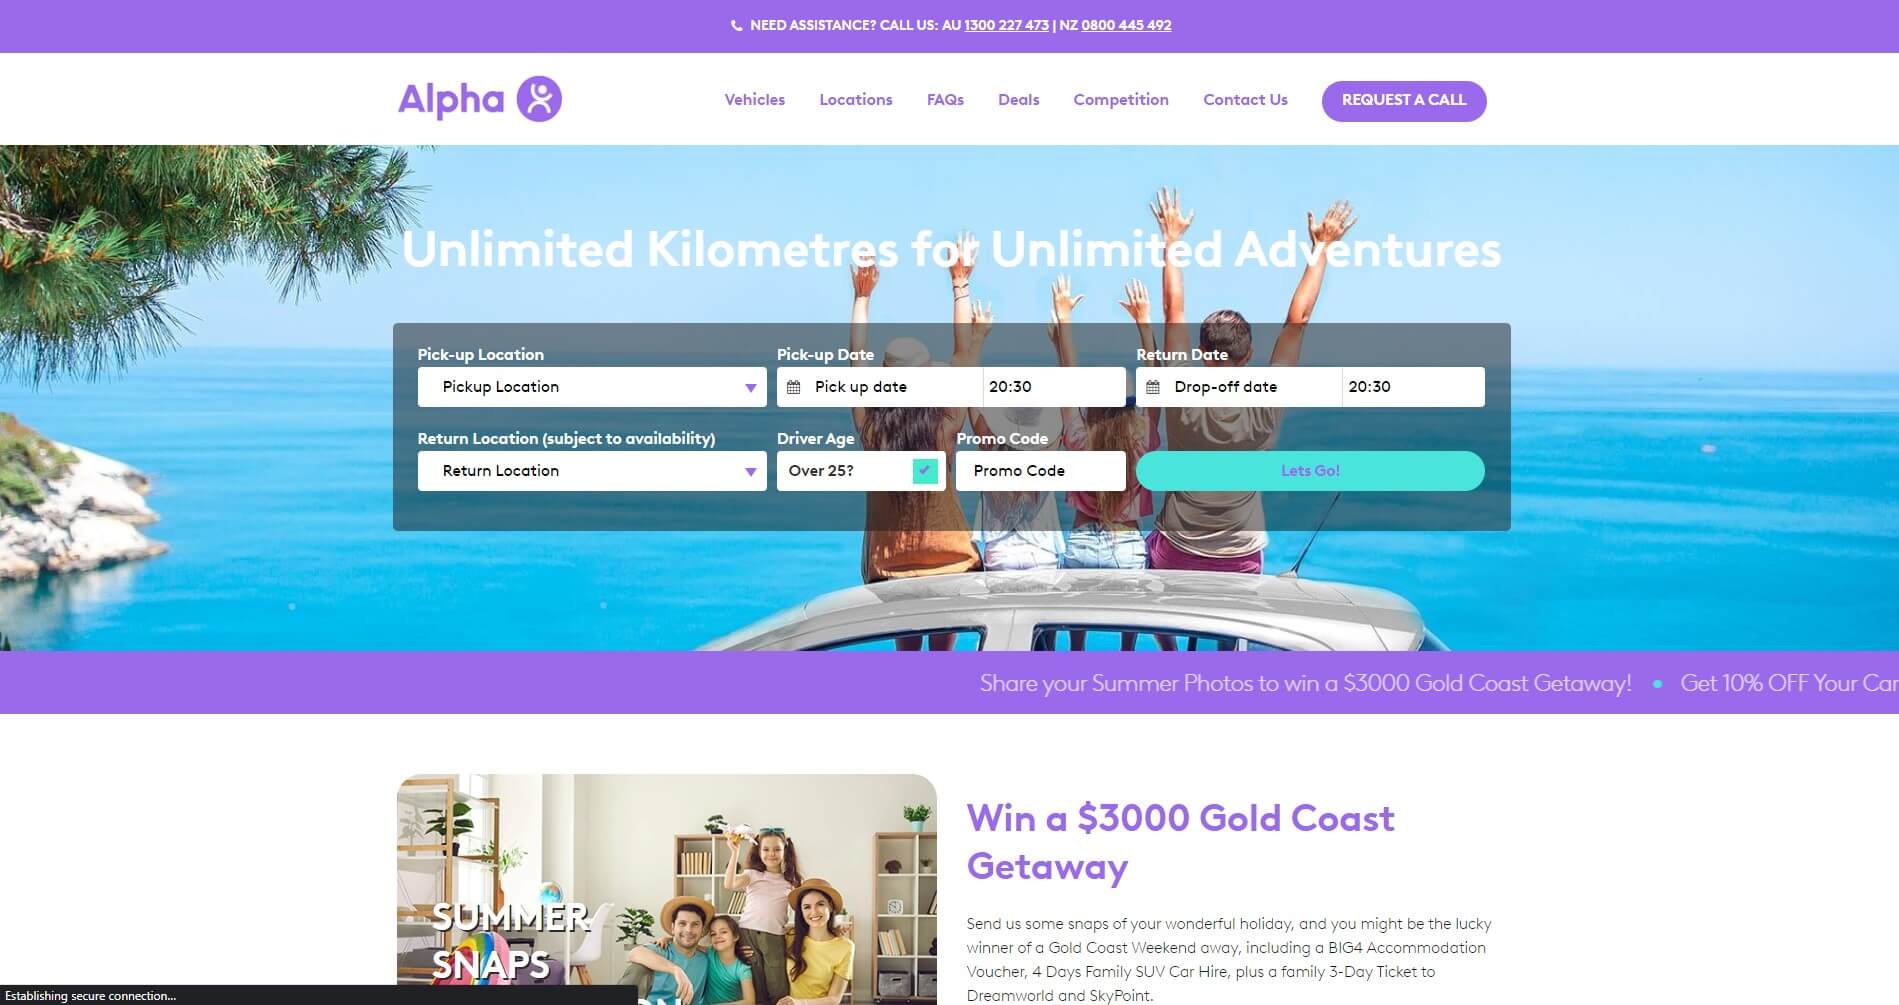 NEED ASSISTANCE? CALL US: AU 1300 227 473 | NZ 0800 445 492
Alpha
Vehicles Locations FAQs Deals Competition Contact Us REQUEST A CALL
Unlimited Kilometres for Unlimited Adventures
Pick-up Location Pick-up Date Return Date
Pickup Location Pick up date 20:30 Drop-off date 20:30
Return Location (subject to availability) Driver Age Promo Code
Return Location Over 25? Promo Code Lets Go!
Share your Summer Photos to win a $3000 Gold Coast Getaway! • Get 10% OFF Your Car
Win a $3000 Gold Coast
Getaway
Send us some snaps of your wonderful holiday, and you might be the lucky
winner of a Gold Coast Weekend away, including a BIG4 Accommodation
Voucher, 4 Days Family SUV Car Hire, plus a family 3-Day Ticket to
Dreamworld and SkyPoint.
SUMMER
SNAPS
Establishing secure connection...